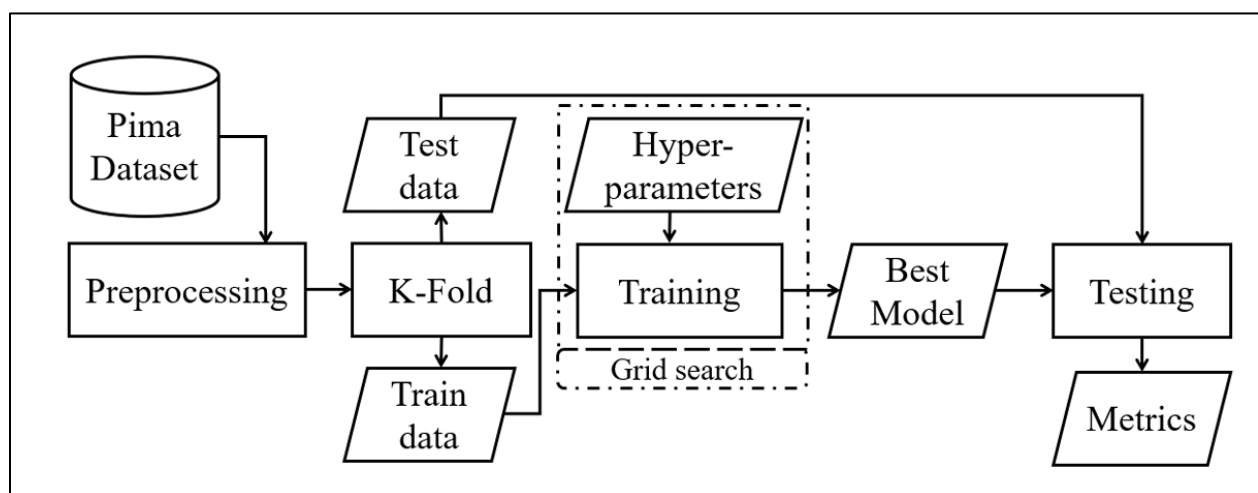 Pima
Dataset
Preprocessing
Test
data
K-Fold
Train
data
Hyper-
parameters
Training
Grid search
Best
Model
Testing
Metrics